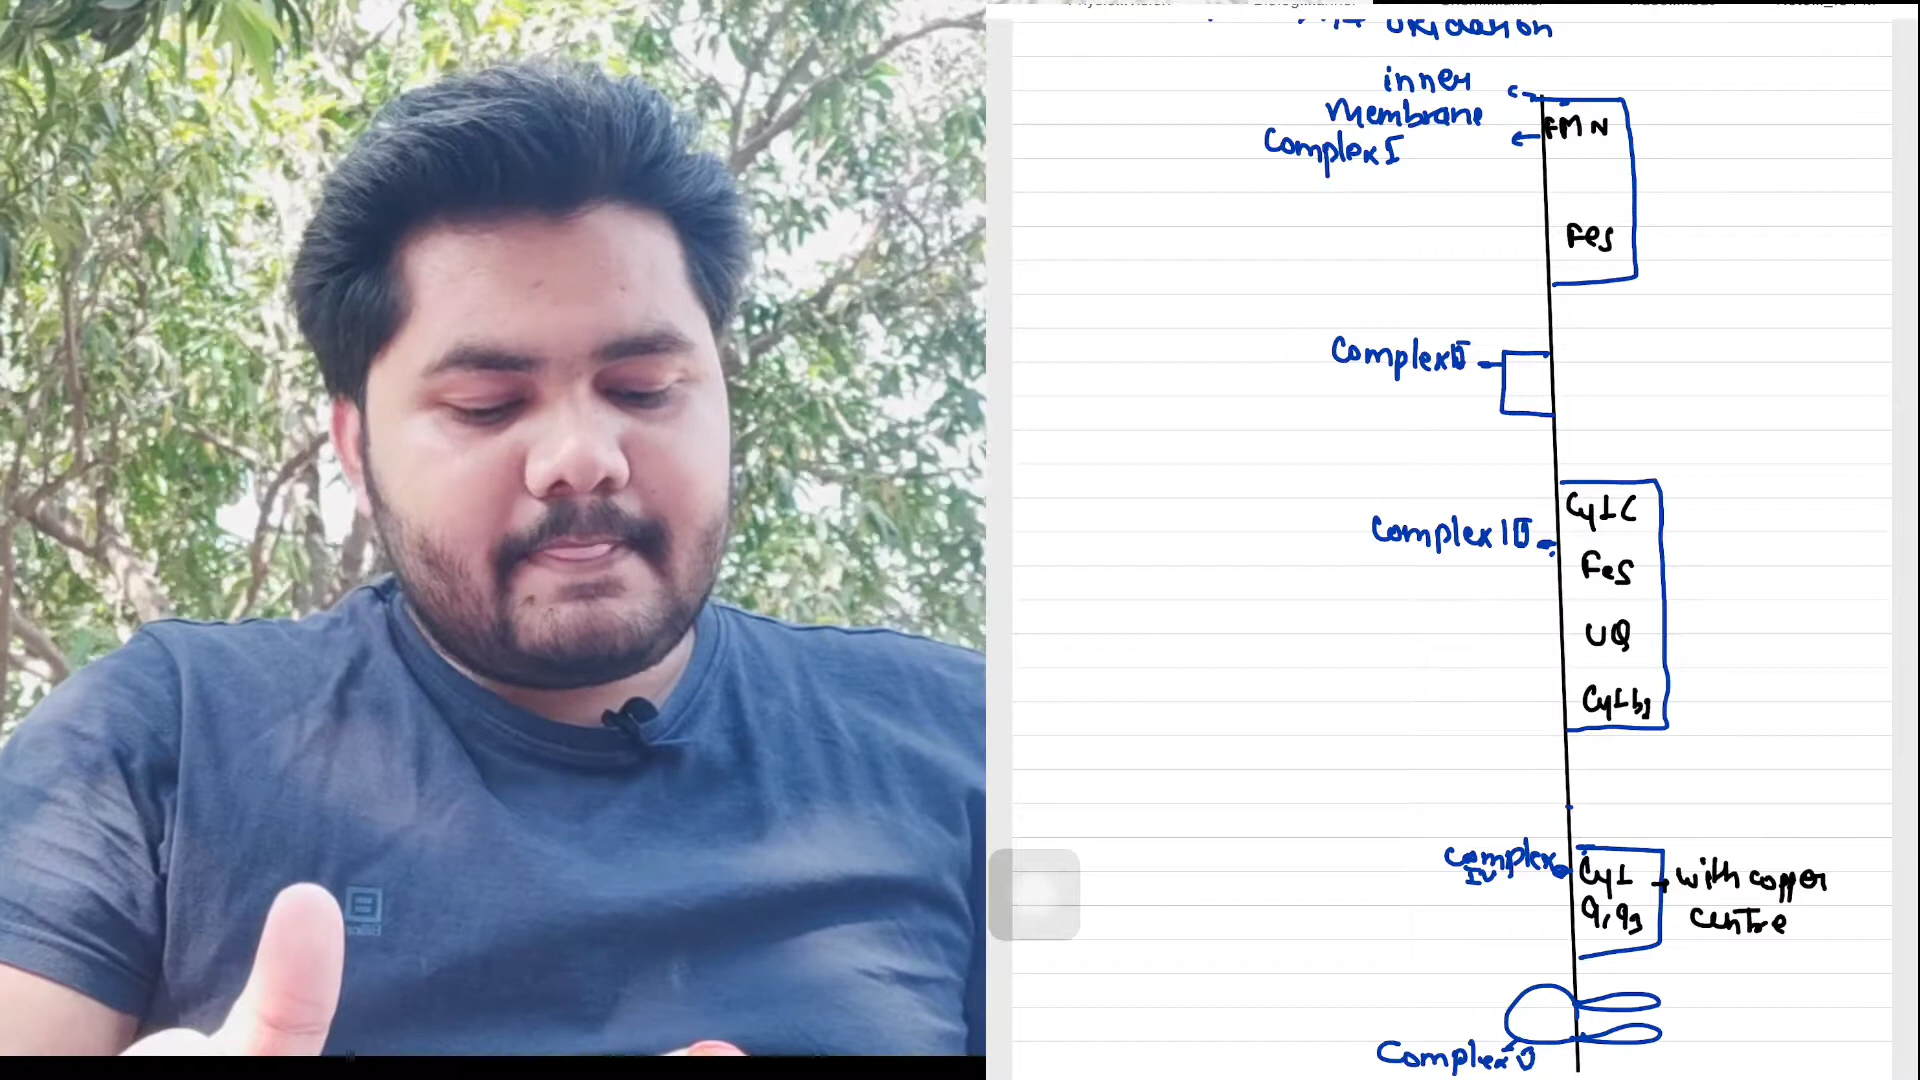 oxidation
inner
Membrane
Complex I
FMN
Fes
Complex II
Complex III
Cyt C
Fes
UQ
Cyt b1
Complex
IV
Cyt
a, a3
with copper
centre
Complex V